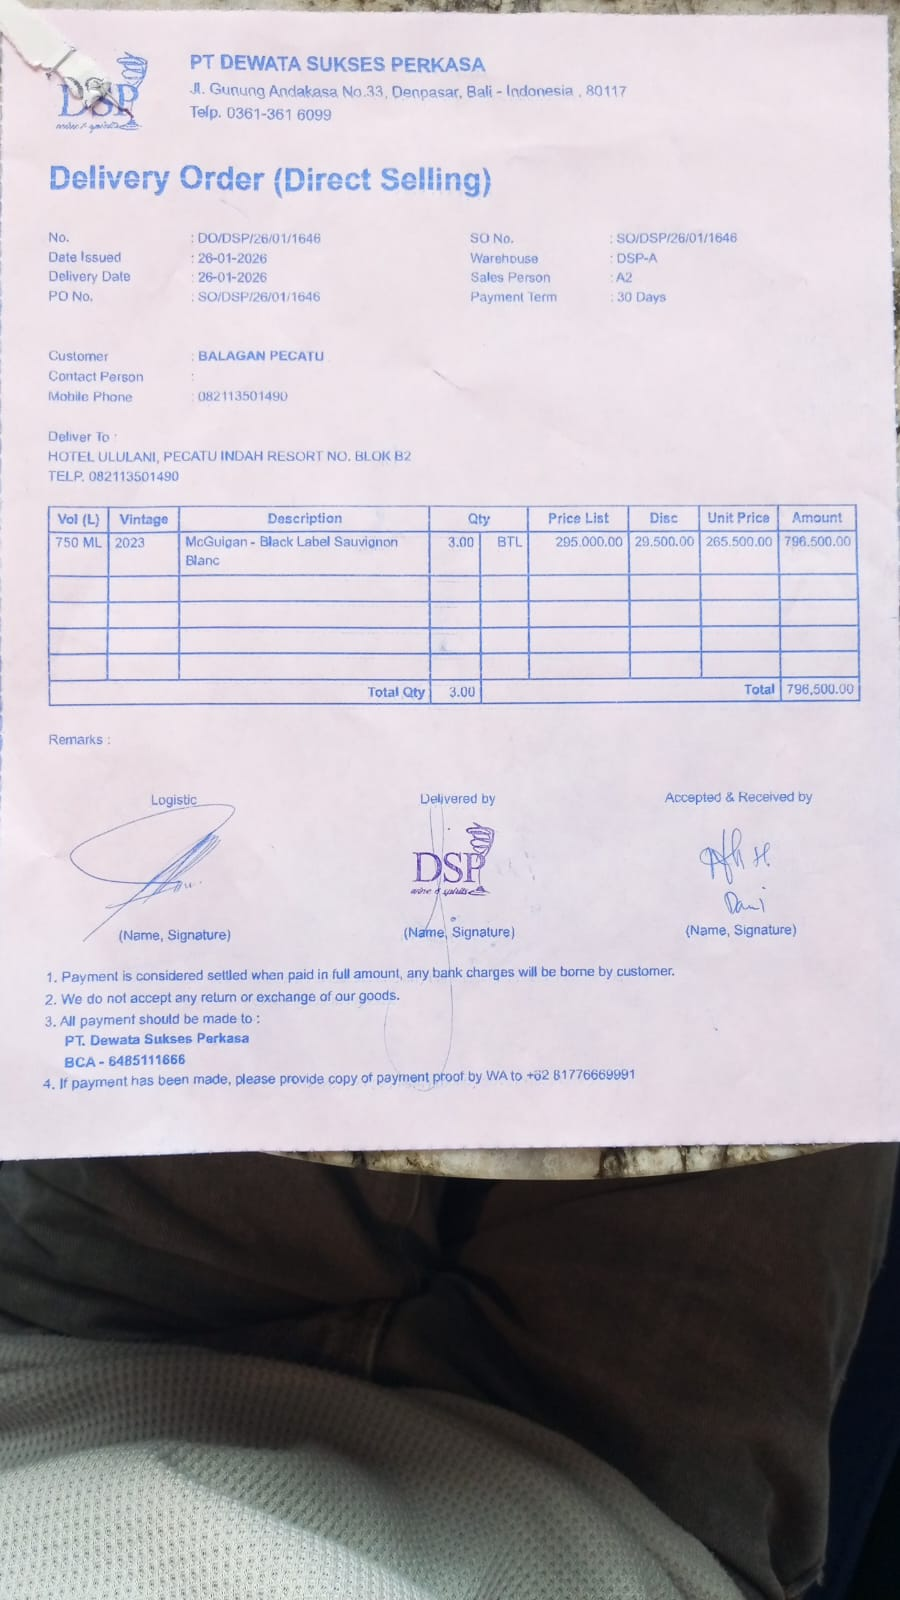 DSP
wine & spirits
PT DEWATA SUKSES PERKASA
Jl. Gunung Andakasa No.33, Denpasar, Bali - Indonesia , 80117
Telp. 0361-361 6099
Delivery Order (Direct Selling)
No. : DO/DSP/26/01/1646 SO No. : SO/DSP/26/01/1646
Date Issued : 26-01-2026 Warehouse : DSP-A
Delivery Date : 26-01-2026 Sales Person : A2
PO No. : SO/DSP/26/01/1646 Payment Term : 30 Days
Customer : BALAGAN PECATU
Contact Person :
Mobile Phone : 082113501490
Deliver To :
HOTEL ULULANI, PECATU INDAH RESORT NO. BLOK B2
TELP. 082113501490
Vol (L) Vintage Description Qty Price List Disc Unit Price Amount
750 ML 2023 McGuigan - Black Label Sauvignon 3.00 BTL 295.000.00 29.500.00 265.500.00 796.500.00
Blanc
Total Qty 3.00 Total 796,500.00
Remarks :
Logistic Delivered by Accepted & Received by
DSP
wine & spirits
Dani
(Name, Signature) (Name, Signature) (Name, Signature)
1. Payment is considered settled when paid in full amount, any bank charges will be borne by customer.
2. We do not accept any return or exchange of our goods.
3. All payment should be made to :
PT. Dewata Sukses Perkasa
BCA - 6485111666
4. If payment has been made, please provide copy of payment proof by WA to +62 81776669991